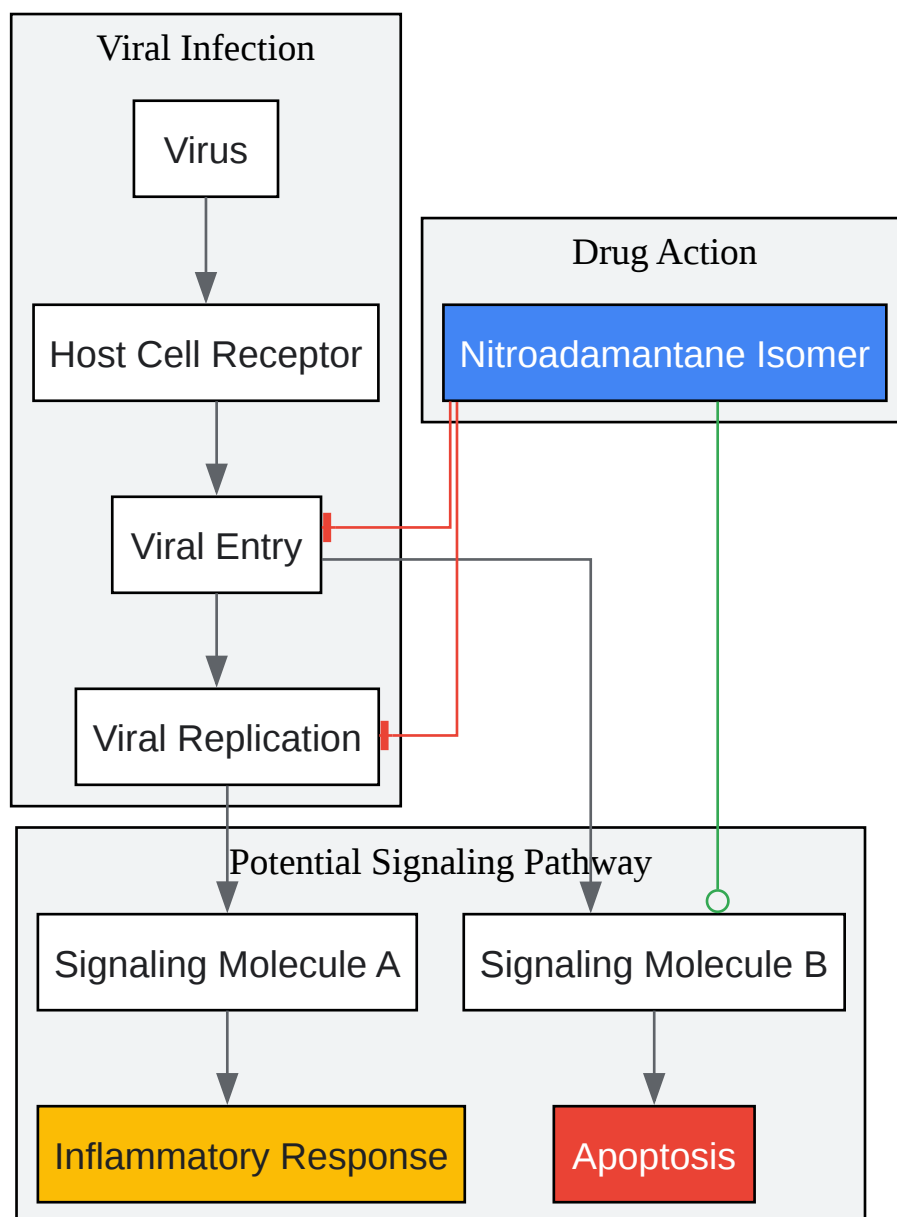 Viral Infection
Virus
Drug Action
Host Cell Receptor
Nitroadamantane Isomer
Viral Entry
Viral Replication
Potential Signaling Pathway
Signaling Molecule A
Signaling Molecule B
Inflammatory Response
Apoptosis